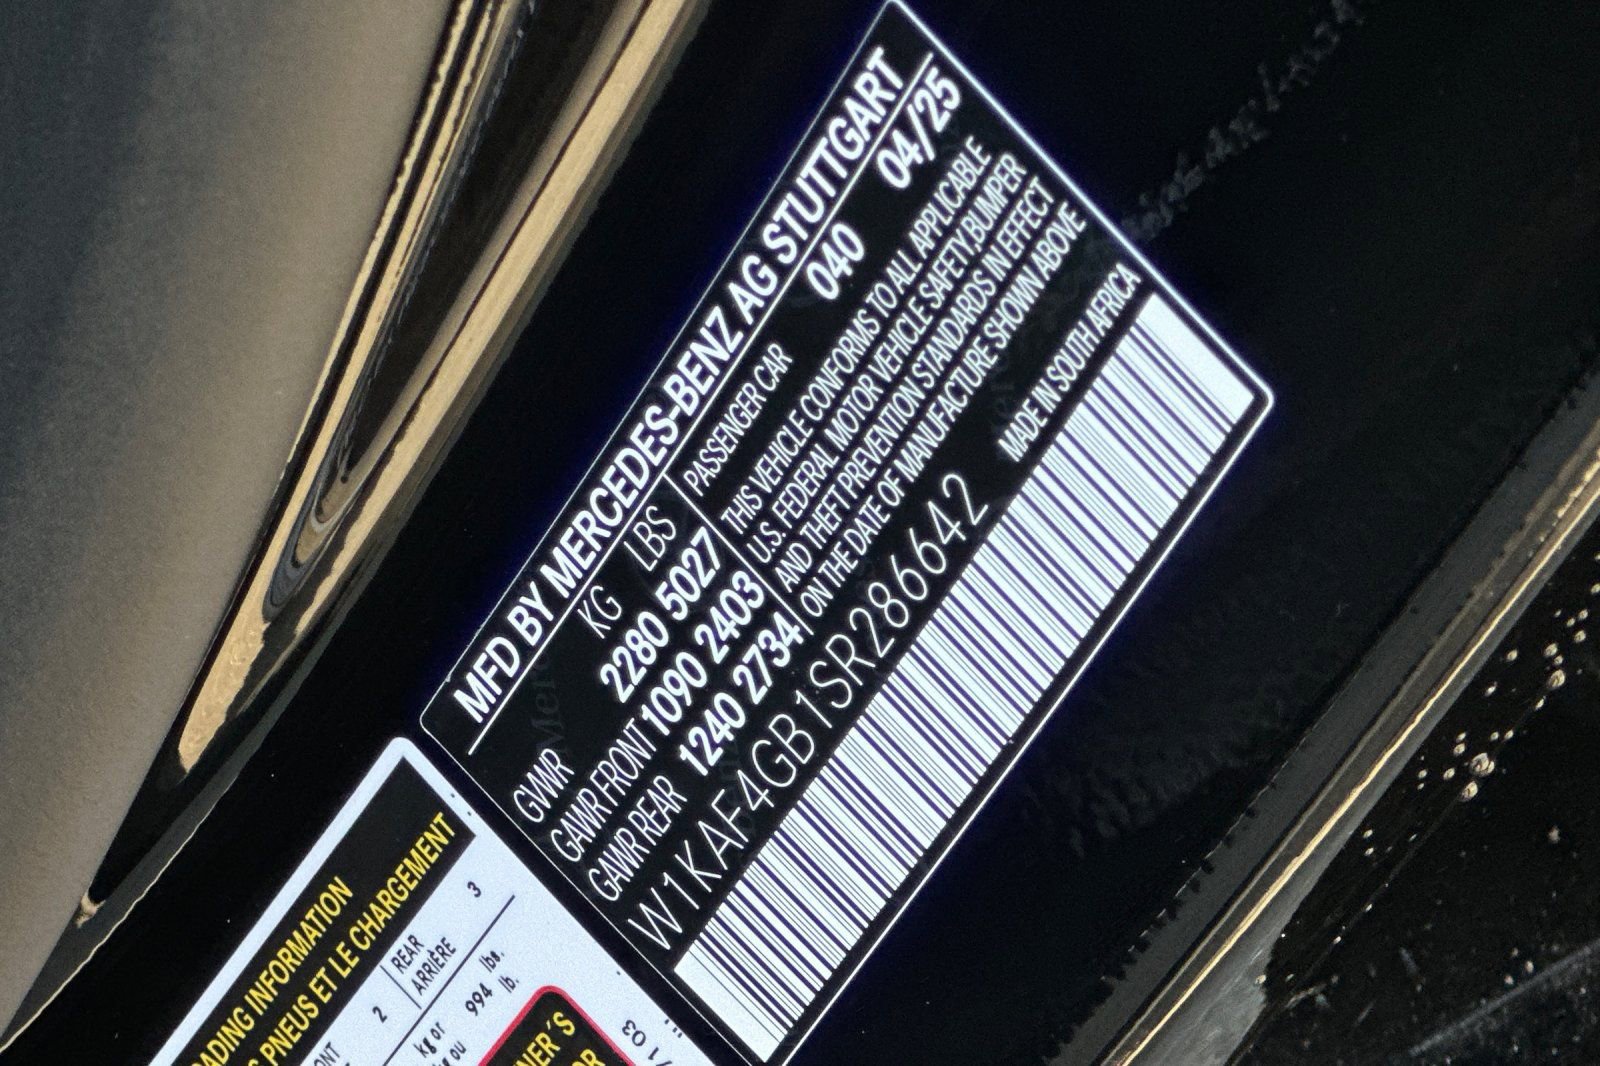 MFD BY MERCEDES-BENZ AG STUTTGART
KG LBS
GVWR 2280 5027
GAWR FRONT 1090 2403
GAWR REAR 1240 2734
040 04/25
PASSENGER CAR
THIS VEHICLE CONFORMS TO ALL APPLICABLE
U.S. FEDERAL MOTOR VEHICLE SAFETY,BUMPER
AND THEFT PREVENTION STANDARDS IN EFFECT
ON THE DATE OF MANUFACTURE SHOWN ABOVE
W1KAF4GB1SR286642
MADE IN SOUTH AFRICA
INFORMATION
PNEUS ET LE CHARGEMENT
2 REAR 3
ARRIÈRE
kg or 994 lbs.
ou lb.